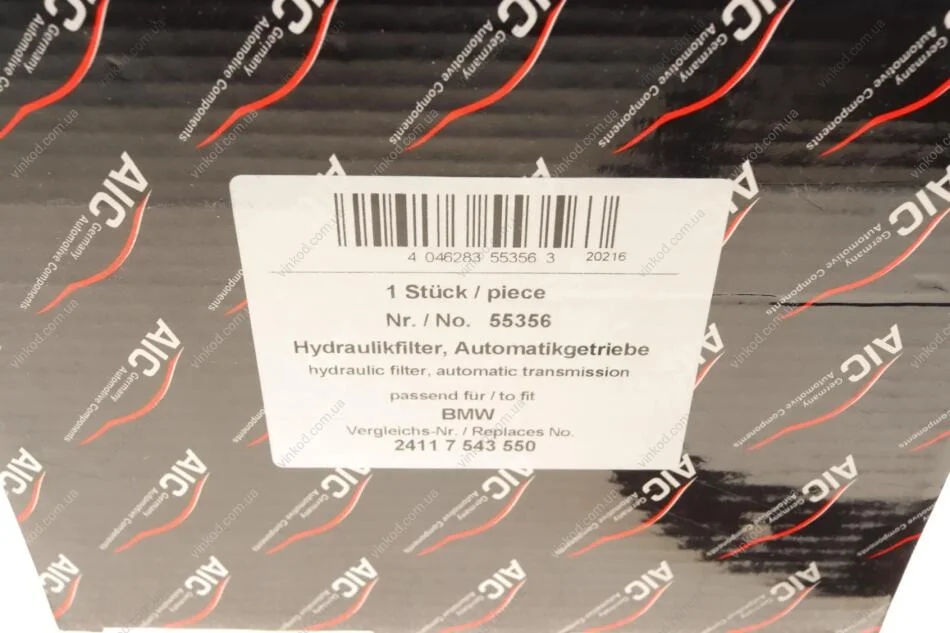 AIC
Germany
Automotive Components
4 046283 55356 3 20216
1 Stück / piece
Nr. / No. 55356
Hydraulikfilter, Automatikgetriebe
hydraulic filter, automatic transmission
passend für / to fit
BMW
Vergleichs-Nr. / Replaces No.
2411 7 543 550
vinkod.com.ua